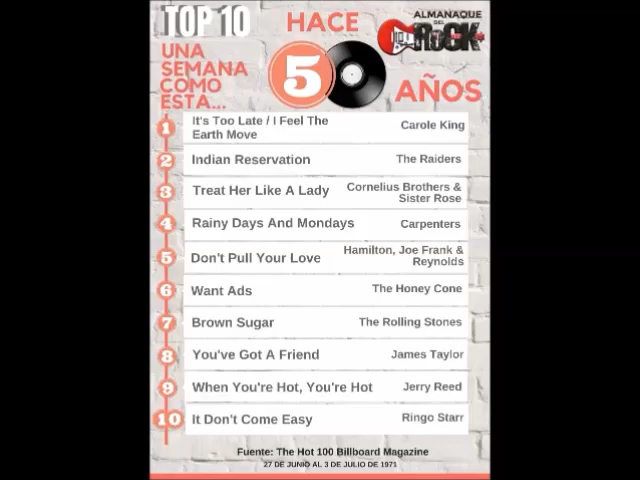 TOP 10
HACE
50
AÑOS
ALMANAQUE
DEL
ROCK
UNA
SEMANA
COMO
ESTA...
1 It's Too Late / I Feel The
Earth Move
Carole King
2 Indian Reservation The Raiders
3 Treat Her Like A Lady Cornelius Brothers &
Sister Rose
4 Rainy Days And Mondays Carpenters
5 Don't Pull Your Love Hamilton, Joe Frank &
Reynolds
6 Want Ads The Honey Cone
7 Brown Sugar The Rolling Stones
8 You've Got A Friend James Taylor
9 When You're Hot, You're Hot Jerry Reed
10 It Don't Come Easy Ringo Starr
Fuente: The Hot 100 Billboard Magazine
27 DE JUNIO AL 3 DE JULIO DE 1971